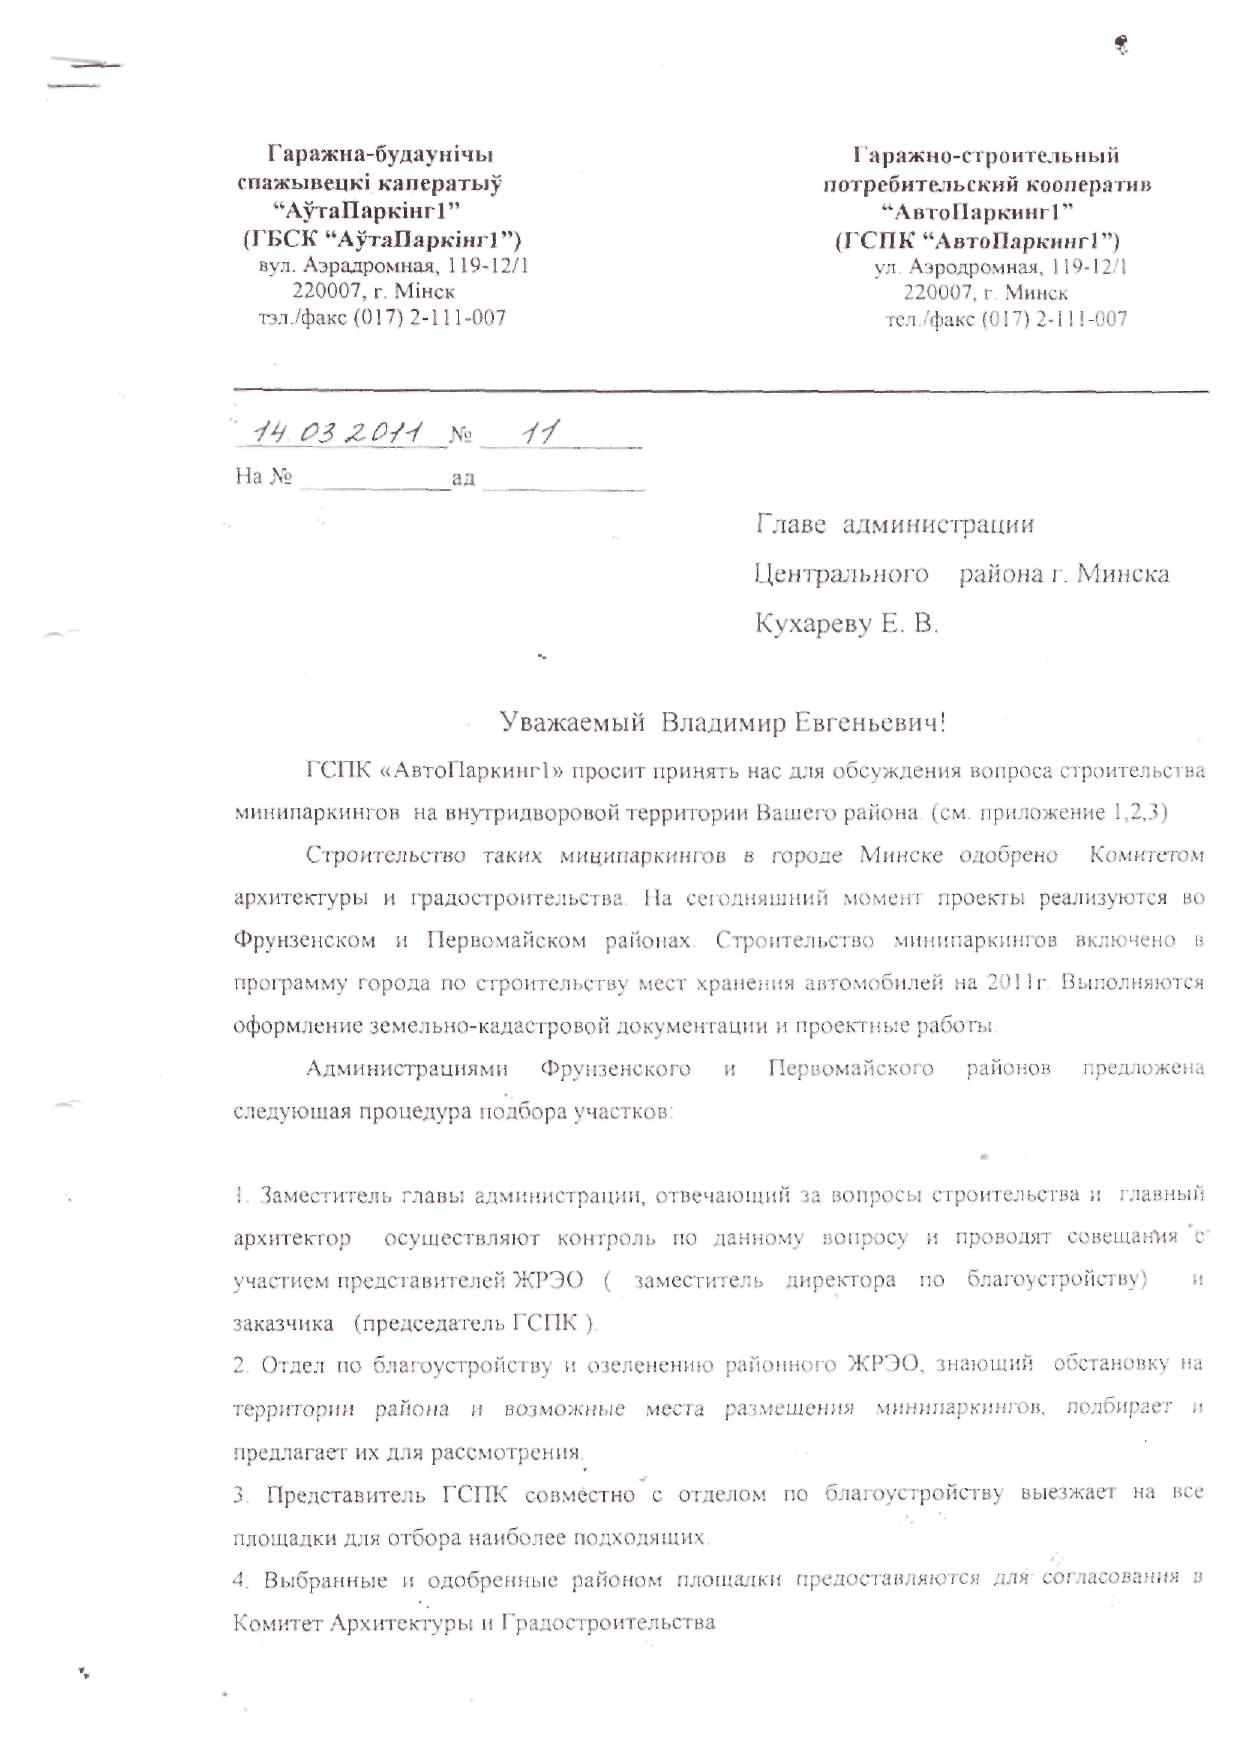 Гаражна-будаўнічы
спажывецкі каператыў
“АўтаПаркінг1”
(ГБСК “АўтаПаркінг1”)
вул. Аэрадромная, 119-12/1
220007, г. Мінск
тэл./факс (017) 2-111-007
Гаражно-строительный
потребительский кооператив
“АвтоПаркинг1”
(ГСПК “АвтоПаркинг1”)
ул. Аэродромная, 119-12/1
220007, г. Минск
тел./факс (017) 2-111-007
14.03 2011 № 11
На № ____________ад _____________
Главе администрации
Центрального района г. Минска
Кухареву Е. В.
Уважаемый Владимир Евгеньевич!
ГСПК «АвтоПаркинг1» просит принять нас для обсуждения вопроса строительства
минипаркингов на внутридворовой территории Вашего района. (см. приложение 1,2,3)
Строительство таких миципаркингов в городе Минске одобрено Комитетом
архитектуры и градостроительства. На сегодняшний момент проекты реализуются во
Фрунзенском и Первомайском районах. Строительство минипаркингов включено в
программу города по строительству мест хранения автомобилей на 2011г. Выполняются
оформление земельно-кадастровой документации и проектные работы.
Администрациями Фрунзенского и Первомайского районов предложена
следующая процедура подбора участков:
1. Заместитель главы администрации, отвечающий за вопросы строительства и главный
архитектор осуществляют контроль по данному вопросу и проводят совещания с
участием представителей ЖРЭО ( заместитель директора по благоустройству) и
заказчика (председатель ГСПК ).
2. Отдел по благоустройству и озеленению районного ЖРЭО, знающий обстановку на
территории района и возможные места размещения минипаркингов, подбирает и
предлагает их для рассмотрения.
3. Представитель ГСПК совместно с отделом по благоустройству выезжает на все
площадки для отбора наиболее подходящих.
4. Выбранные и одобренные районом площадки предоставляются для согласования в
Комитет Архитектуры и Градостроительства